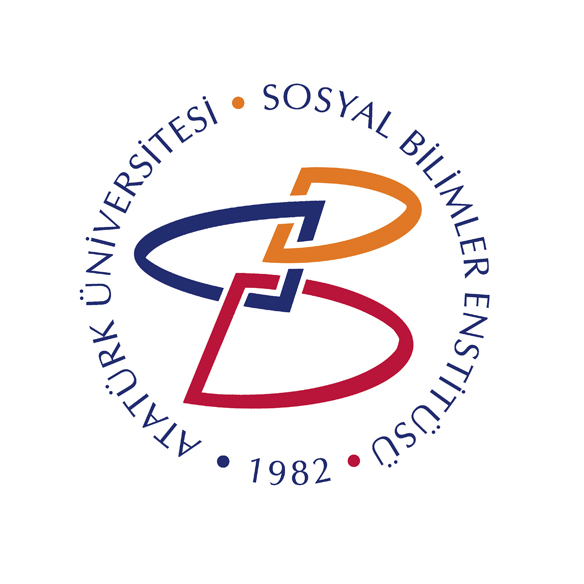 ATATÜRK ÜNİVERSİTESİ • SOSYAL BİLİMLER ENSTİTÜSÜ
• 1982 •